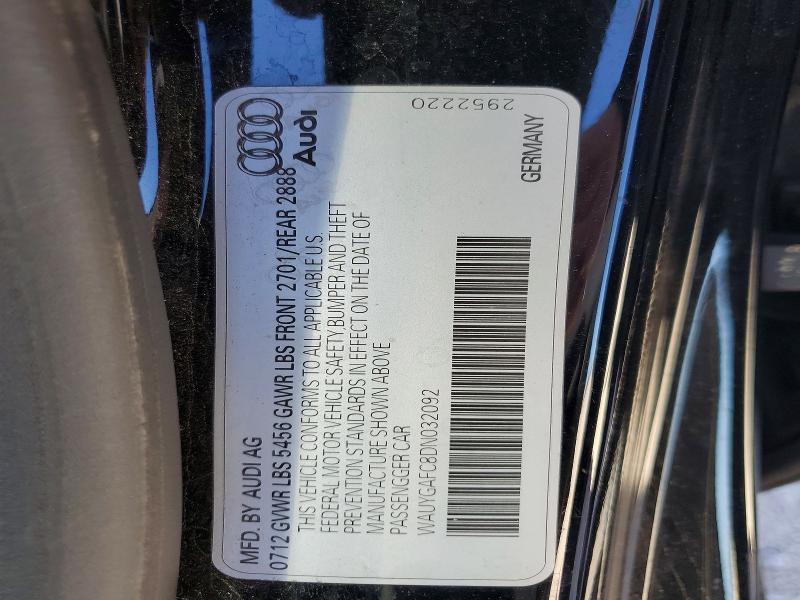 MFD. BY AUDI AG
Audi
0712 GVWR LBS 5456 GAWR LBS FRONT 2701/REAR 2888
THIS VEHICLE CONFORMS TO ALL APPLICABLE U.S.
FEDERAL MOTOR VEHICLE SAFETY,BUMPER AND THEFT
PREVENTION STANDARDS IN EFFECT ON THE DATE OF
MANUFACTURE SHOWN ABOVE
PASSENGGER CAR
WAUYGAFC8DN032092
GERMANY
2952220